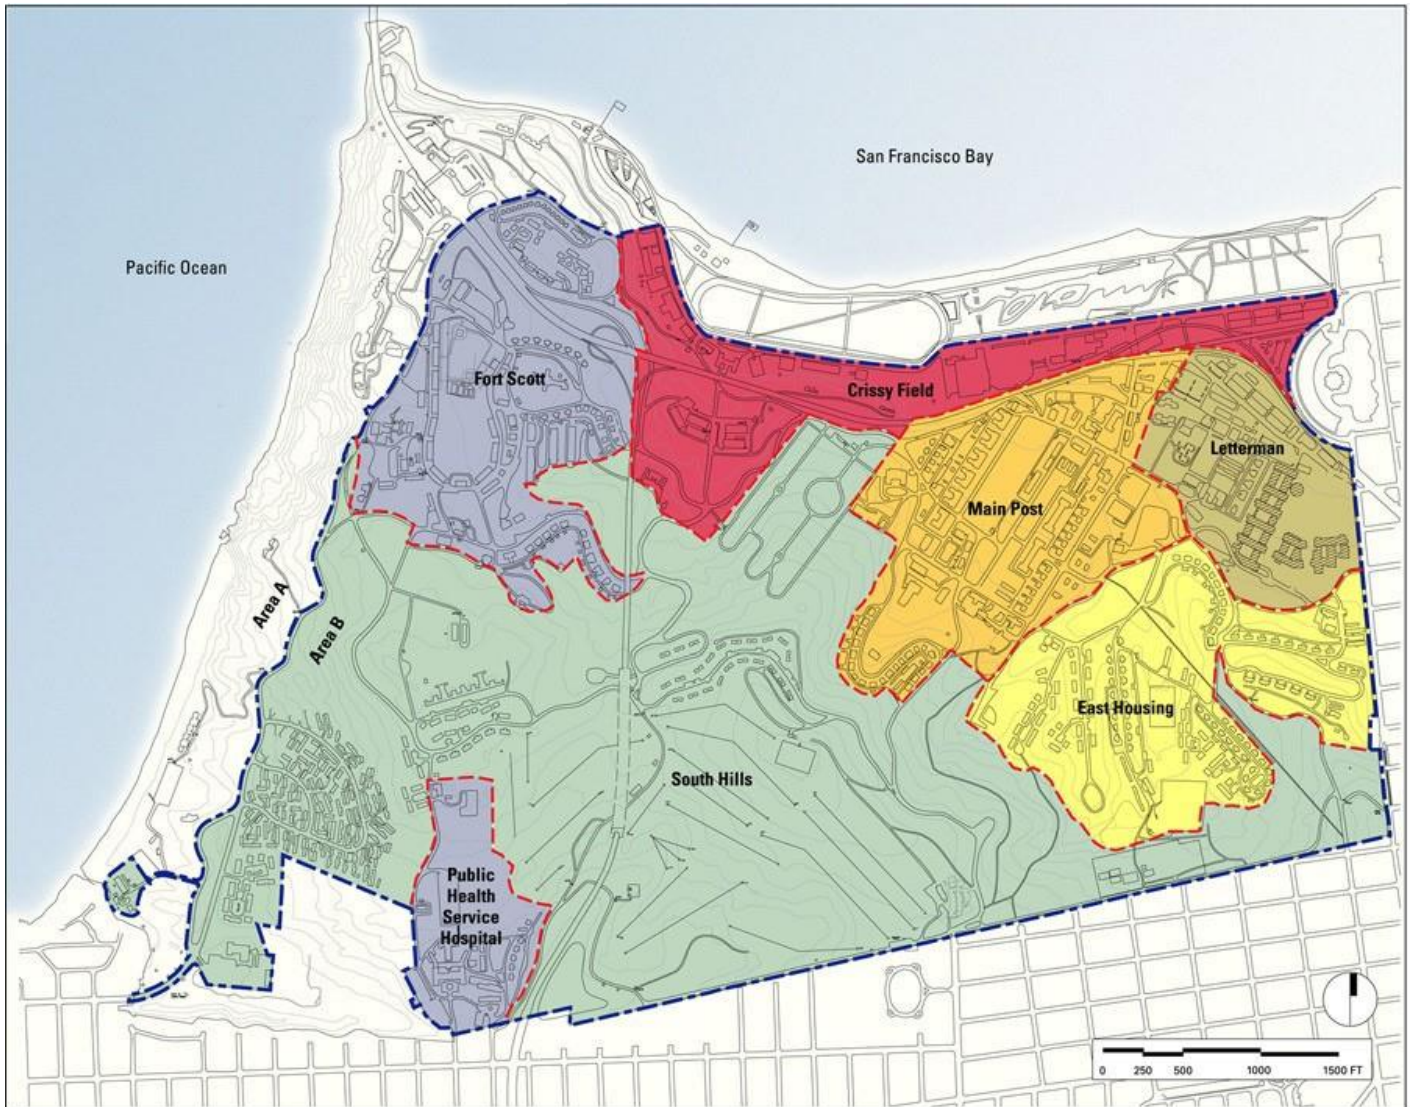 San Francisco Bay
Pacific Ocean
Fort Scott
Crissy Field
Letterman
Main Post
Area A
Area B
East Housing
South Hills
Public
Health
Service
Hospital
0 250 500 1000 1500 FT